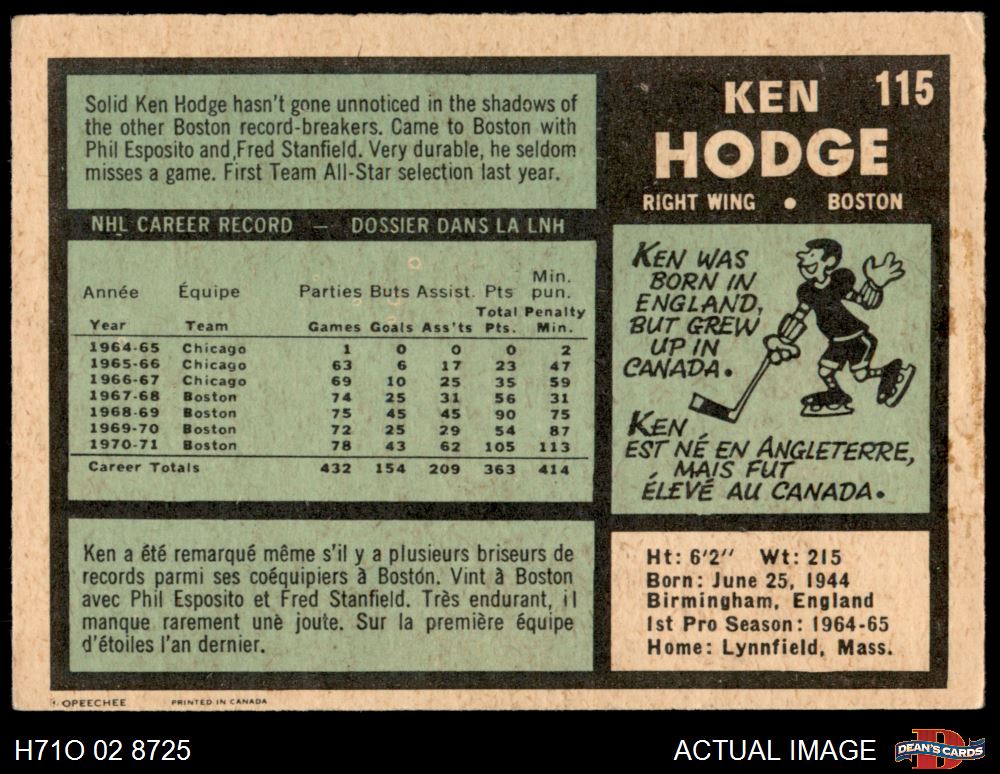 Solid Ken Hodge hasn't gone unnoticed in the shadows of
the other Boston record-breakers. Came to Boston with
Phil Esposito and Fred Stanfield. Very durable, he seldom
misses a game. First Team All-Star selection last year.
KEN 115
HODGE
RIGHT WING • BOSTON
NHL CAREER RECORD — DOSSIER DANS LA LNH
Année Équipe Parties Buts Assist. Pts Min. pun.
Year Team Games Goals Ass'ts Total Pts. Penalty Min.
1964-65 Chicago 1 0 0 0 2
1965-66 Chicago 63 6 17 23 47
1966-67 Chicago 69 10 25 35 59
1967-68 Boston 74 25 31 56 31
1968-69 Boston 75 45 45 90 75
1969-70 Boston 72 25 29 54 87
1970-71 Boston 78 43 62 105 113
Career Totals 432 154 209 363 414
KEN WAS
BORN IN
ENGLAND,
BUT GREW
UP IN
CANADA.
KEN
EST NÉ EN ANGLETERRE,
MAIS FUT
ÉLEVÉ AU CANADA.
Ken a été remarqué même s'il y a plusieurs briseurs de
records parmi ses coéquipiers à Boston. Vint à Boston
avec Phil Esposito et Fred Stanfield. Très endurant, il
manque rarement une joute. Sur la première équipe
d'étoiles l'an dernier.
Ht: 6'2" Wt: 215
Born: June 25, 1944
Birmingham, England
1st Pro Season: 1964-65
Home: Lynnfield, Mass.
OPEECHEE PRINTED IN CANADA
H71O 02 8725
ACTUAL IMAGE
D
DEAN'S CARDS